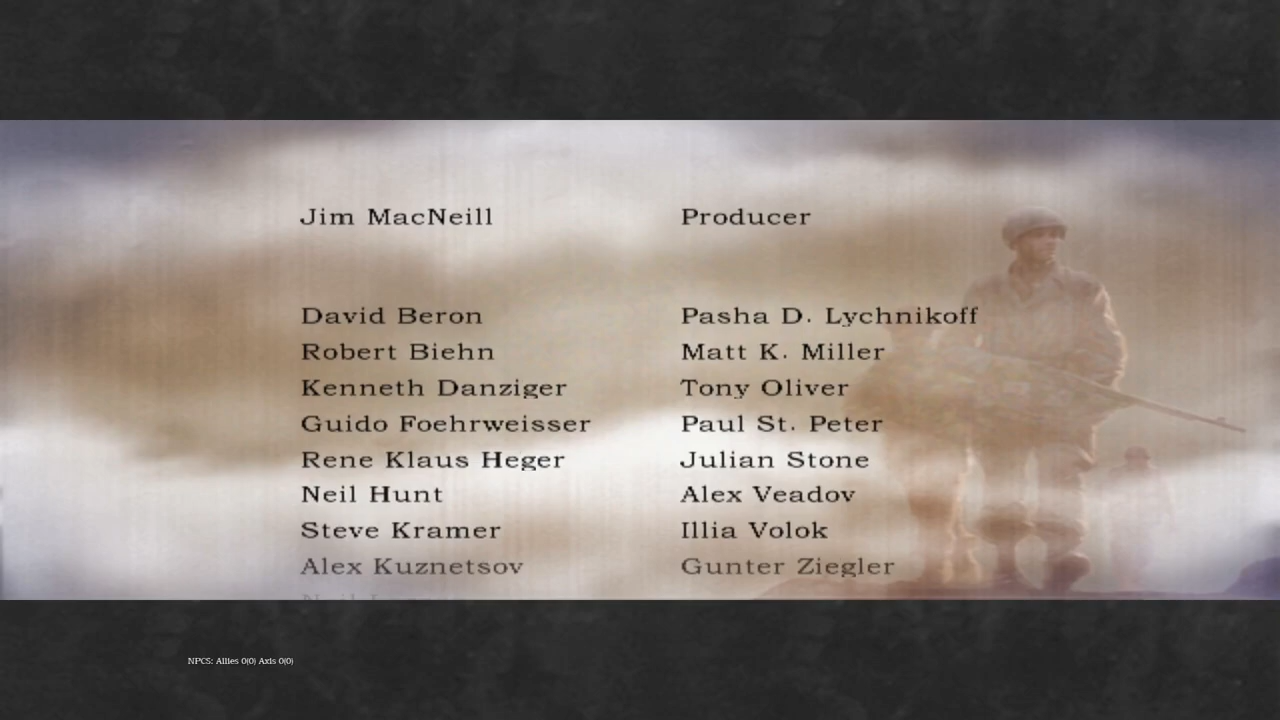 Jim MacNeill Producer
David Beron Pasha D. Lychnikoff
Robert Biehn Matt K. Miller
Kenneth Danziger Tony Oliver
Guido Foehrweisser Paul St. Peter
Rene Klaus Heger Julian Stone
Neil Hunt Alex Veadov
Steve Kramer Illia Volok
Alex Kuznetsov Gunter Ziegler
Neil
NPCS: Allies 0(0) Axis 0(0)